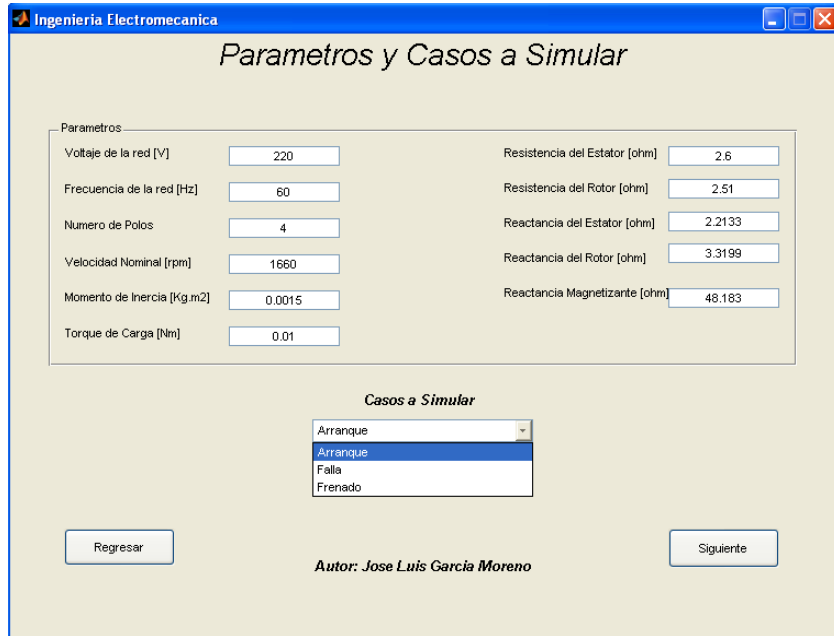 Ingenieria Electromecanica
Parametros y Casos a Simular
Parametros
Voltaje de la red [V] 220
Frecuencia de la red [Hz] 60
Numero de Polos 4
Velocidad Nominal [rpm] 1660
Momento de Inercia [Kg.m2] 0.0015
Torque de Carga [Nm] 0.01
Resistencia del Estator [ohm] 2.6
Resistencia del Rotor [ohm] 2.51
Reactancia del Estator [ohm] 2.2133
Reactancia del Rotor [ohm] 3.3199
Reactancia Magnetizante [ohm] 48.183
Casos a Simular
Arranque
Arranque
Falla
Frenado
Regresar
Siguiente
Autor: Jose Luis Garcia Moreno